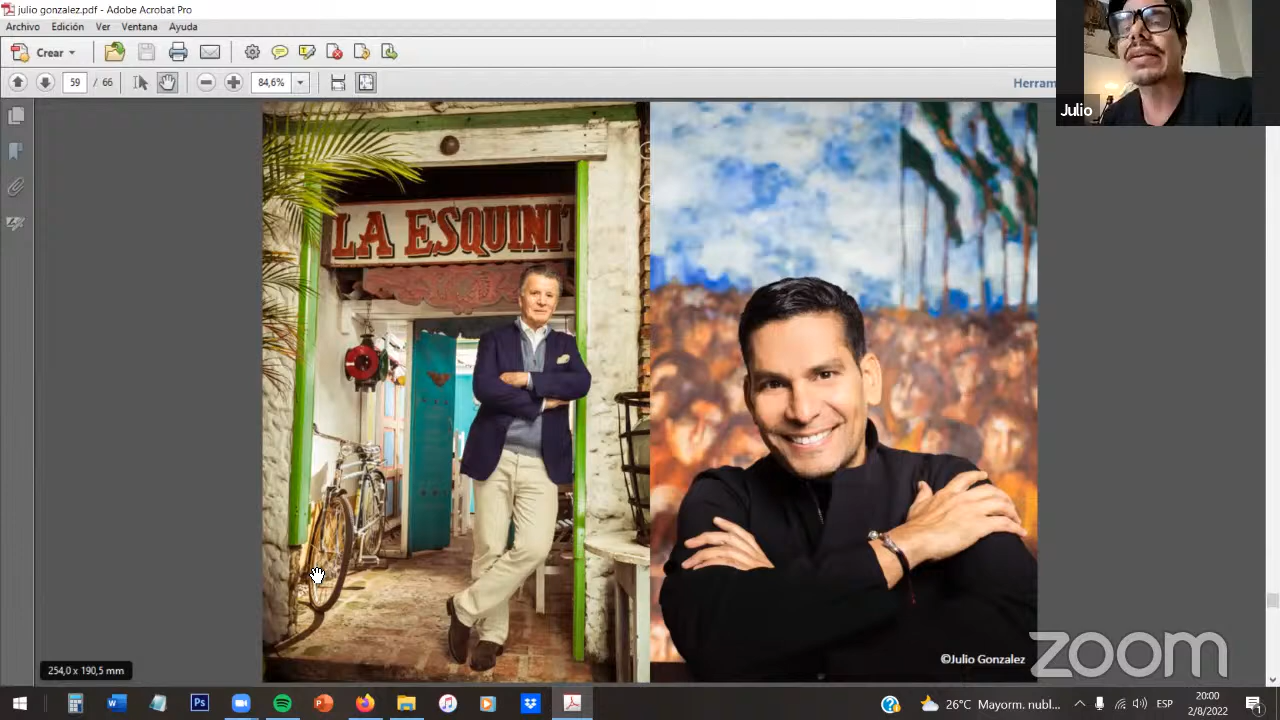 julio gonzalez.pdf - Adobe Acrobat Pro
Archivo Edición Ver Ventana Ayuda
Crear
59 / 66
84,6%
Herram
Julio
LA ESQUINIT
©Julio Gonzalez
zoom
254,0 x 190,5 mm
26°C Mayorm. nubl...
ESP
20:00
2/8/2022